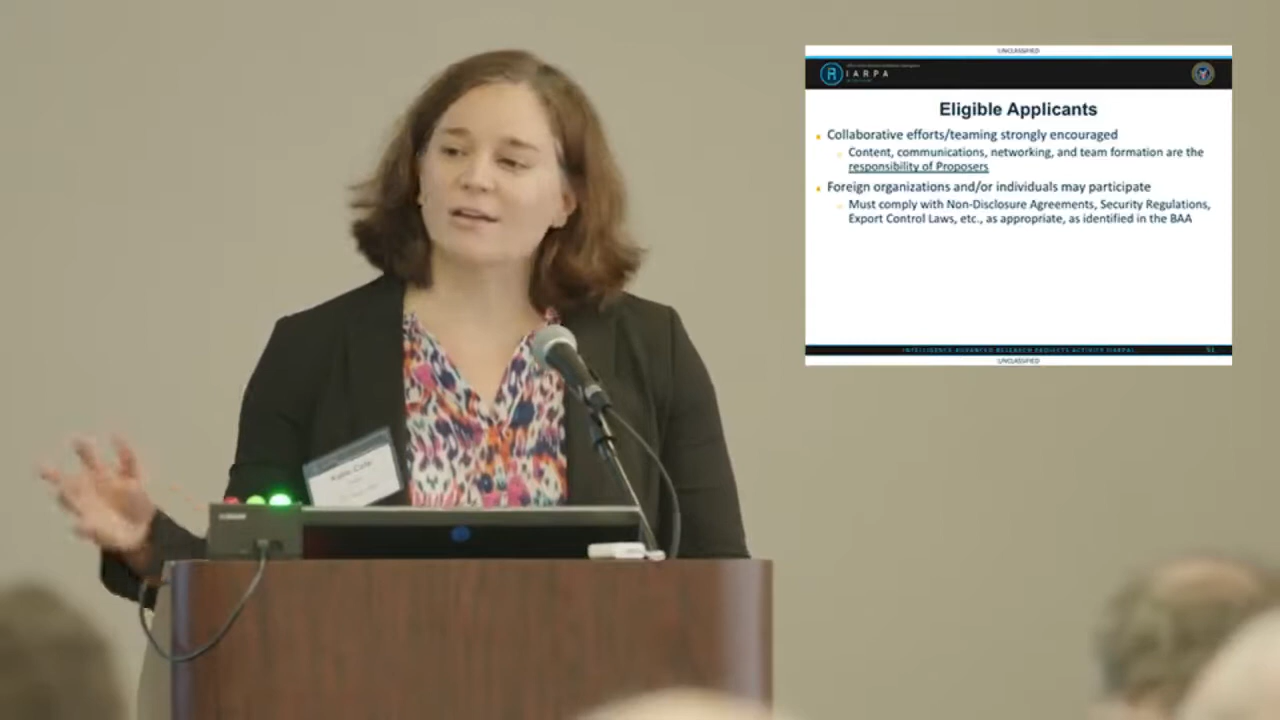 UNCLASSIFIED
IARPA
Eligible Applicants
Collaborative efforts/teaming strongly encouraged
Content, communications, networking, and team formation are the
responsibility of Proposers
Foreign organizations and/or individuals may participate
Must comply with Non-Disclosure Agreements, Security Regulations,
Export Control Laws, etc., as appropriate, as identified in the BAA
INTELLIGENCE ADVANCED RESEARCH PROJECTS ACTIVITY (IARPA)
UNCLASSIFIED